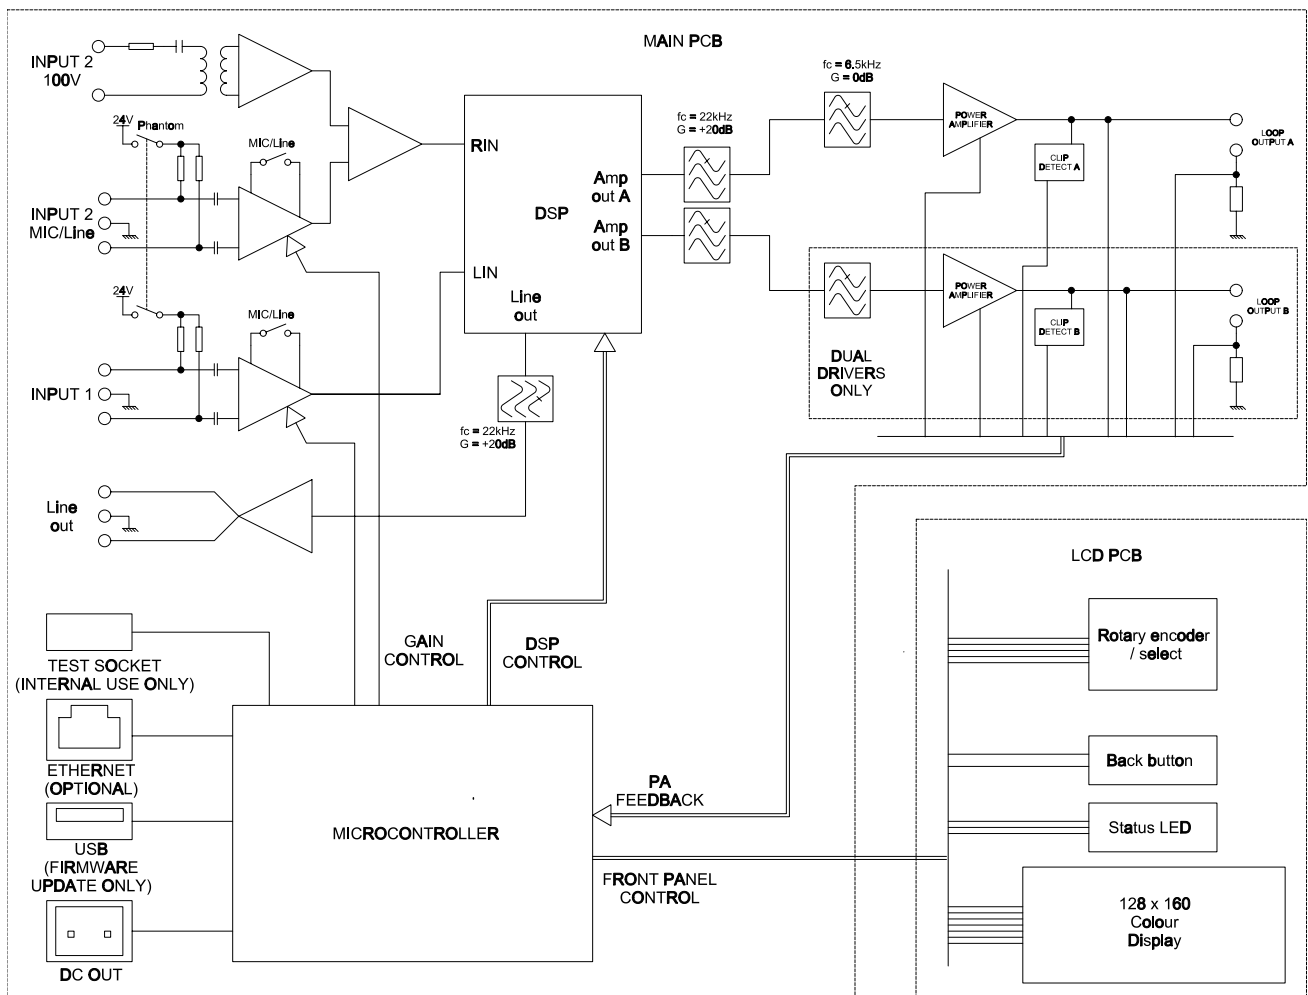 MAIN PCB
INPUT 2
100V
fc = 6.5kHz
G = 0dB
fc = 22kHz
G = +20dB
24V
Phantom
MIC/Line
RIN
POWER
AMPLIFIER
LOOP
OUTPUT A
CLIP
DETECT A
Amp
out A
DSP
INPUT 2
MIC/Line
Amp
out B
LIN
24V
MIC/Line
Line
out
POWER
AMPLIFIER
LOOP
OUTPUT B
CLIP
DETECT B
DUAL
DRIVERS
ONLY
INPUT 1
fc = 22kHz
G = +20dB
Line
out
LCD PCB
TEST SOCKET
(INTERNAL USE ONLY)
GAIN
CONTROL
DSP
CONTROL
Rotary encoder
/ select
ETHERNET
(OPTIONAL)
Back button
PA
FEEDBACK
MICROCONTROLLER
Status LED
USB
(FIRMWARE
UPDATE ONLY)
FRONT PANEL
CONTROL
128 x 160
Colour
Display
DC OUT